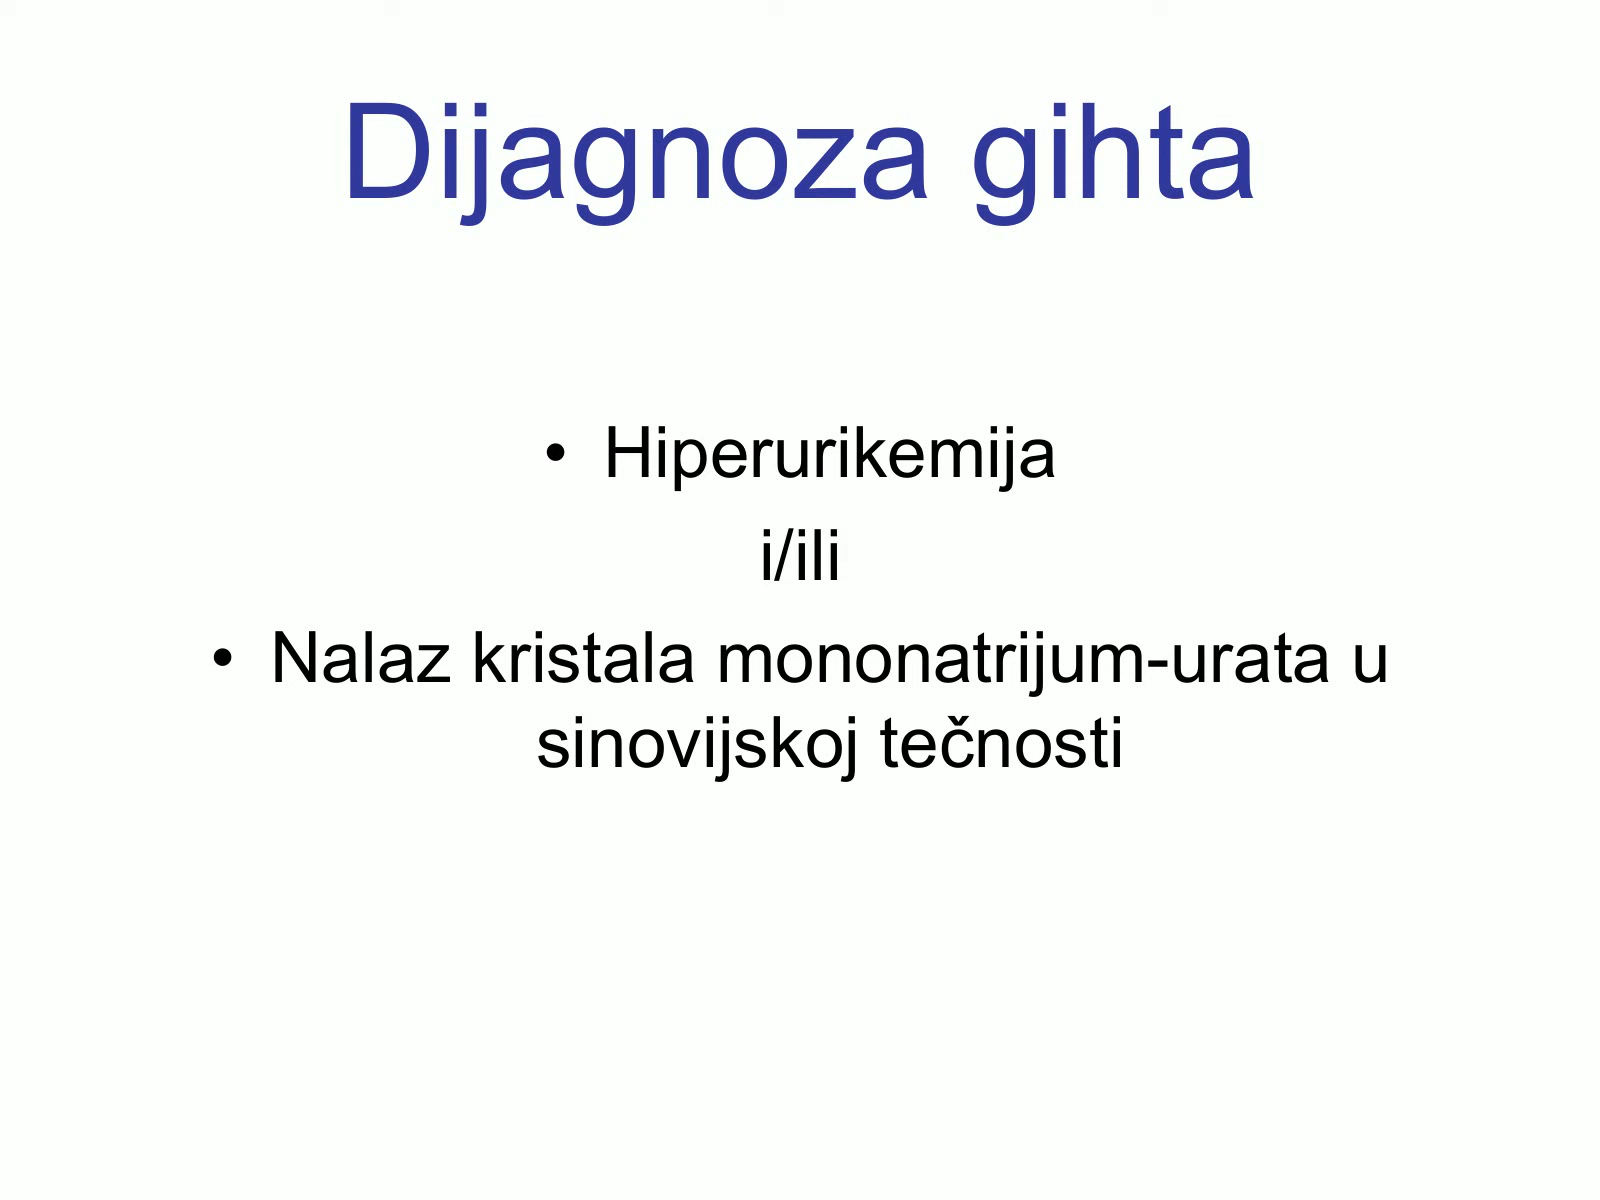 Dijagnoza gihta
• Hiperurikemija
i/ili
• Nalaz kristala mononatrijum-urata u
sinovijskoj tečnosti